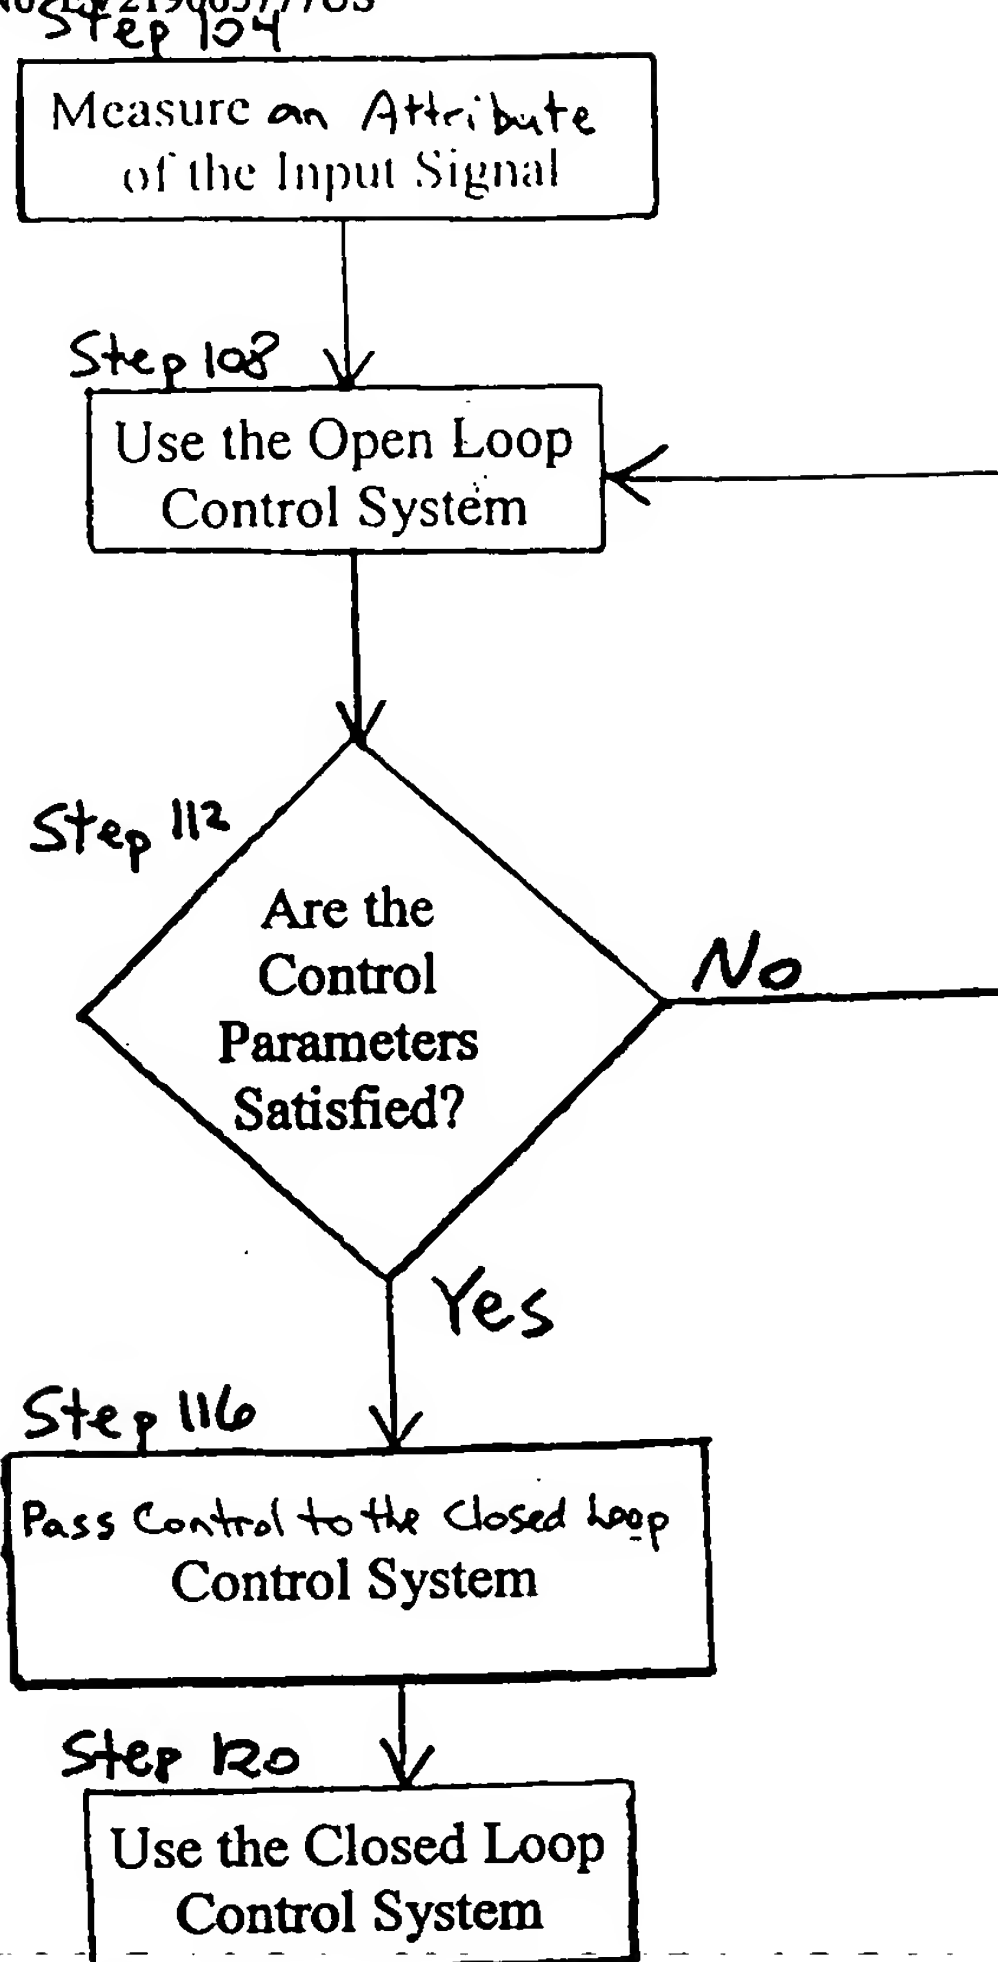 Step 104
Measure an Attribute
of the Input Signal
Step 108
Use the Open Loop
Control System
Step 112
Are the
Control
Parameters
Satisfied?
No
Yes
Step 116
Pass Control to the Closed Loop
Control System
Step 120
Use the Closed Loop
Control System